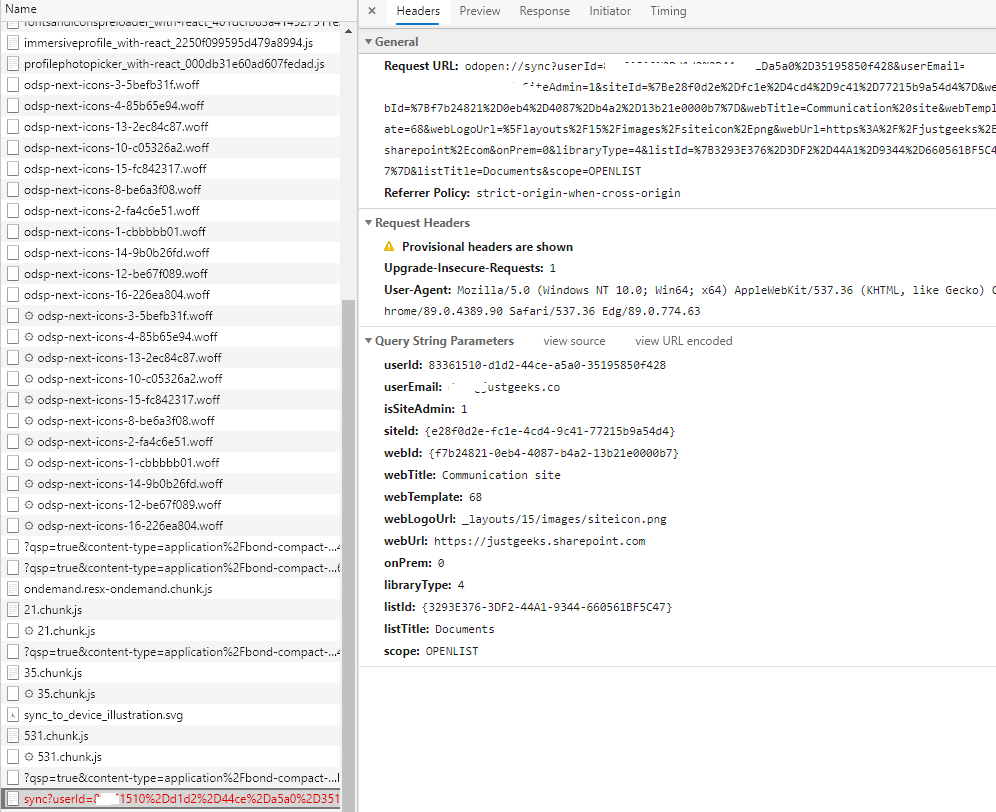 Name
immersiveprofile_with-react_2250f099595d479a8994.js
profilephotopicker_with-react_000db31e60ad607fedad.js
odsp-next-icons-3-5befb31f.woff
odsp-next-icons-4-85b65e94.woff
odsp-next-icons-13-2ec84c87.woff
odsp-next-icons-10-c05326a2.woff
odsp-next-icons-15-fc842317.woff
odsp-next-icons-8-be6a3f08.woff
odsp-next-icons-2-fa4c6e51.woff
odsp-next-icons-1-cbbbbb01.woff
odsp-next-icons-14-9b0b26fd.woff
odsp-next-icons-12-be67f089.woff
odsp-next-icons-16-226ea804.woff
odsp-next-icons-3-5befb31f.woff
odsp-next-icons-4-85b65e94.woff
odsp-next-icons-13-2ec84c87.woff
odsp-next-icons-10-c05326a2.woff
odsp-next-icons-15-fc842317.woff
odsp-next-icons-8-be6a3f08.woff
odsp-next-icons-2-fa4c6e51.woff
odsp-next-icons-1-cbbbbb01.woff
odsp-next-icons-14-9b0b26fd.woff
odsp-next-icons-12-be67f089.woff
odsp-next-icons-16-226ea804.woff
?qsp=true&content-type=application%2Fbond-compact-...4
?qsp=true&content-type=application%2Fbond-compact-...6
ondemand.resx-ondemand.chunk.js
21.chunk.js
21.chunk.js
?qsp=true&content-type=application%2Fbond-compact-...4
35.chunk.js
35.chunk.js
sync_to_device_illustration.svg
531.chunk.js
531.chunk.js
?qsp=true&content-type=application%2Fbond-compact-...l
sync?userId= 1510%2Dd1d2%2D44ce%2Da5a0%2D351
Headers Preview Response Initiator Timing
General
Request URL: odopen://sync?userId= _Da5a0%2D35195850f428&userEmail=
iteAdmin=1&siteId=%7Be28f0d2e%2Dfc1e%2D4cd4%2D9c41%2D77215b9a54d4%7D&we
bId=%7Bf7b24821%2D0eb4%2D4087%2Db4a2%2D13b21e0000b7%7D&webTitle=Communication%20site&webTempl
ate=68&webLogoUrl=%5Flayouts%2F15%2Fimages%2Fsiteicon%2Epng&webUrl=https%3A%2F%2Fjustgeeks%2E
sharepoint%2Ecom&onPrem=0&libraryType=4&listId=%7B3293E376%2D3DF2%2D44A1%2D9344%2D660561BF5C4
7%7D&listTitle=Documents&scope=OPENLIST
Referrer Policy: strict-origin-when-cross-origin
Request Headers
Provisional headers are shown
Upgrade-Insecure-Requests: 1
User-Agent: Mozilla/5.0 (Windows NT 10.0; Win64; x64) AppleWebKit/537.36 (KHTML, like Gecko) C
hrome/89.0.4389.90 Safari/537.36 Edg/89.0.774.63
Query String Parameters view source view URL encoded
userId: 83361510-d1d2-44ce-a5a0-35195850f428
userEmail: justgeeks.co
isSiteAdmin: 1
siteId: {e28f0d2e-fc1e-4cd4-9c41-77215b9a54d4}
webId: {f7b24821-0eb4-4087-b4a2-13b21e0000b7}
webTitle: Communication site
webTemplate: 68
webLogoUrl: _layouts/15/images/siteicon.png
webUrl: https://justgeeks.sharepoint.com
onPrem: 0
libraryType: 4
listId: {3293E376-3DF2-44A1-9344-660561BF5C47}
listTitle: Documents
scope: OPENLIST